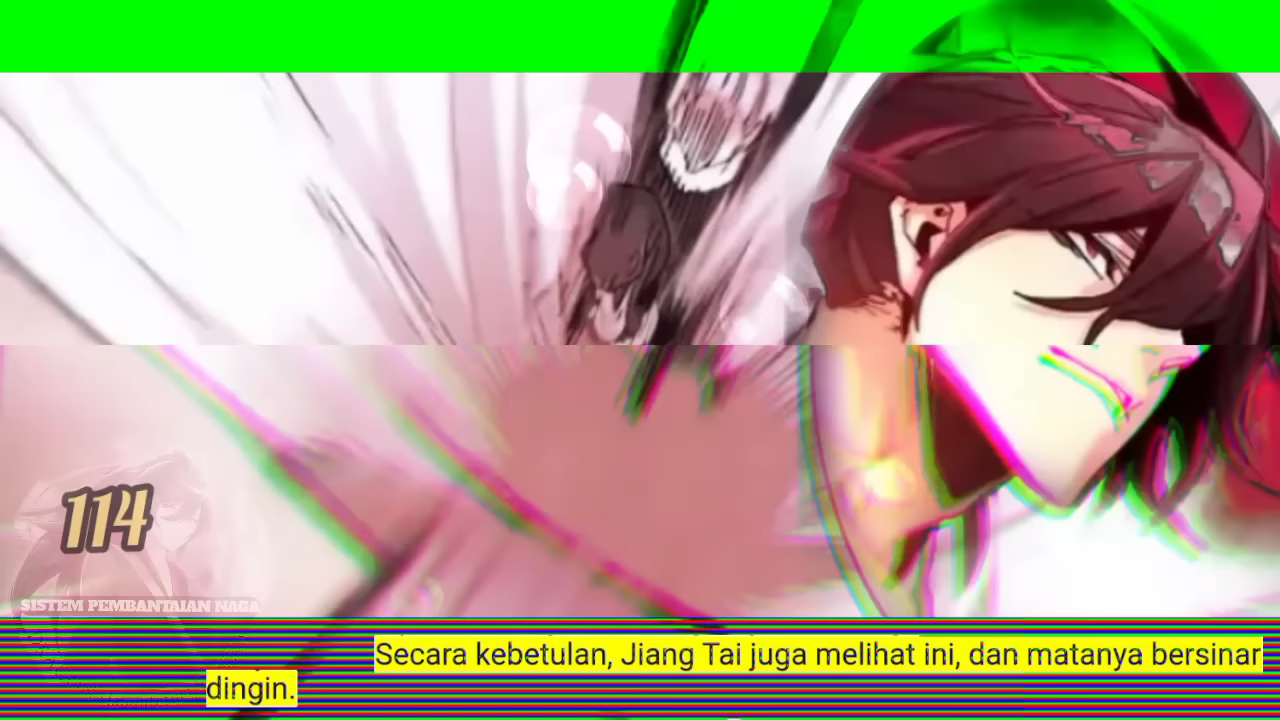 114
SISTEM PEMBANTAIAN NAGA
Secara kebetulan, Jiang Tai juga melihat ini, dan matanya bersinar
dingin.